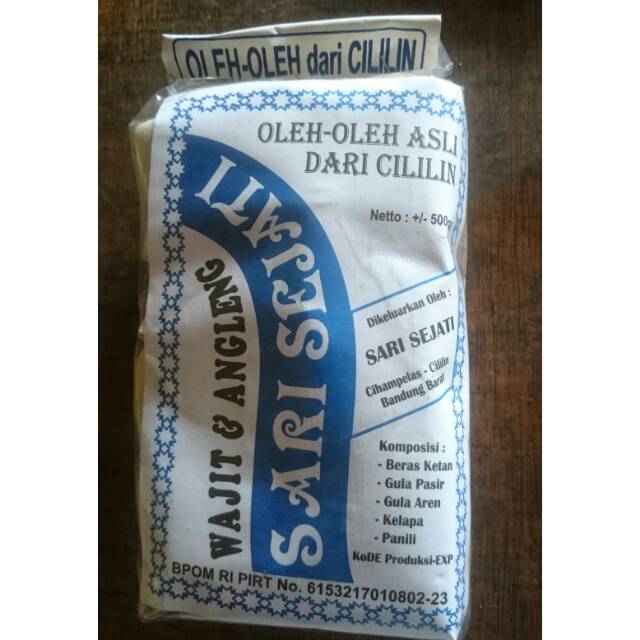 OLEH-OLEH dari CILILIN
OLEH-OLEH ASLI
DARI CILILIN
Netto : +/- 500gr
WAJIT & ANGLENG
SARI SEJATI
Dikeluarkan Oleh :
SARI SEJATI
Cihampelas - Cililin
Bandung Barat
Komposisi :
- Beras Ketan
- Gula Pasir
- Gula Aren
- Kelapa
- Panili
KoDE Produksi-EXP
BPOM RI PIRT No. 6153217010802-23